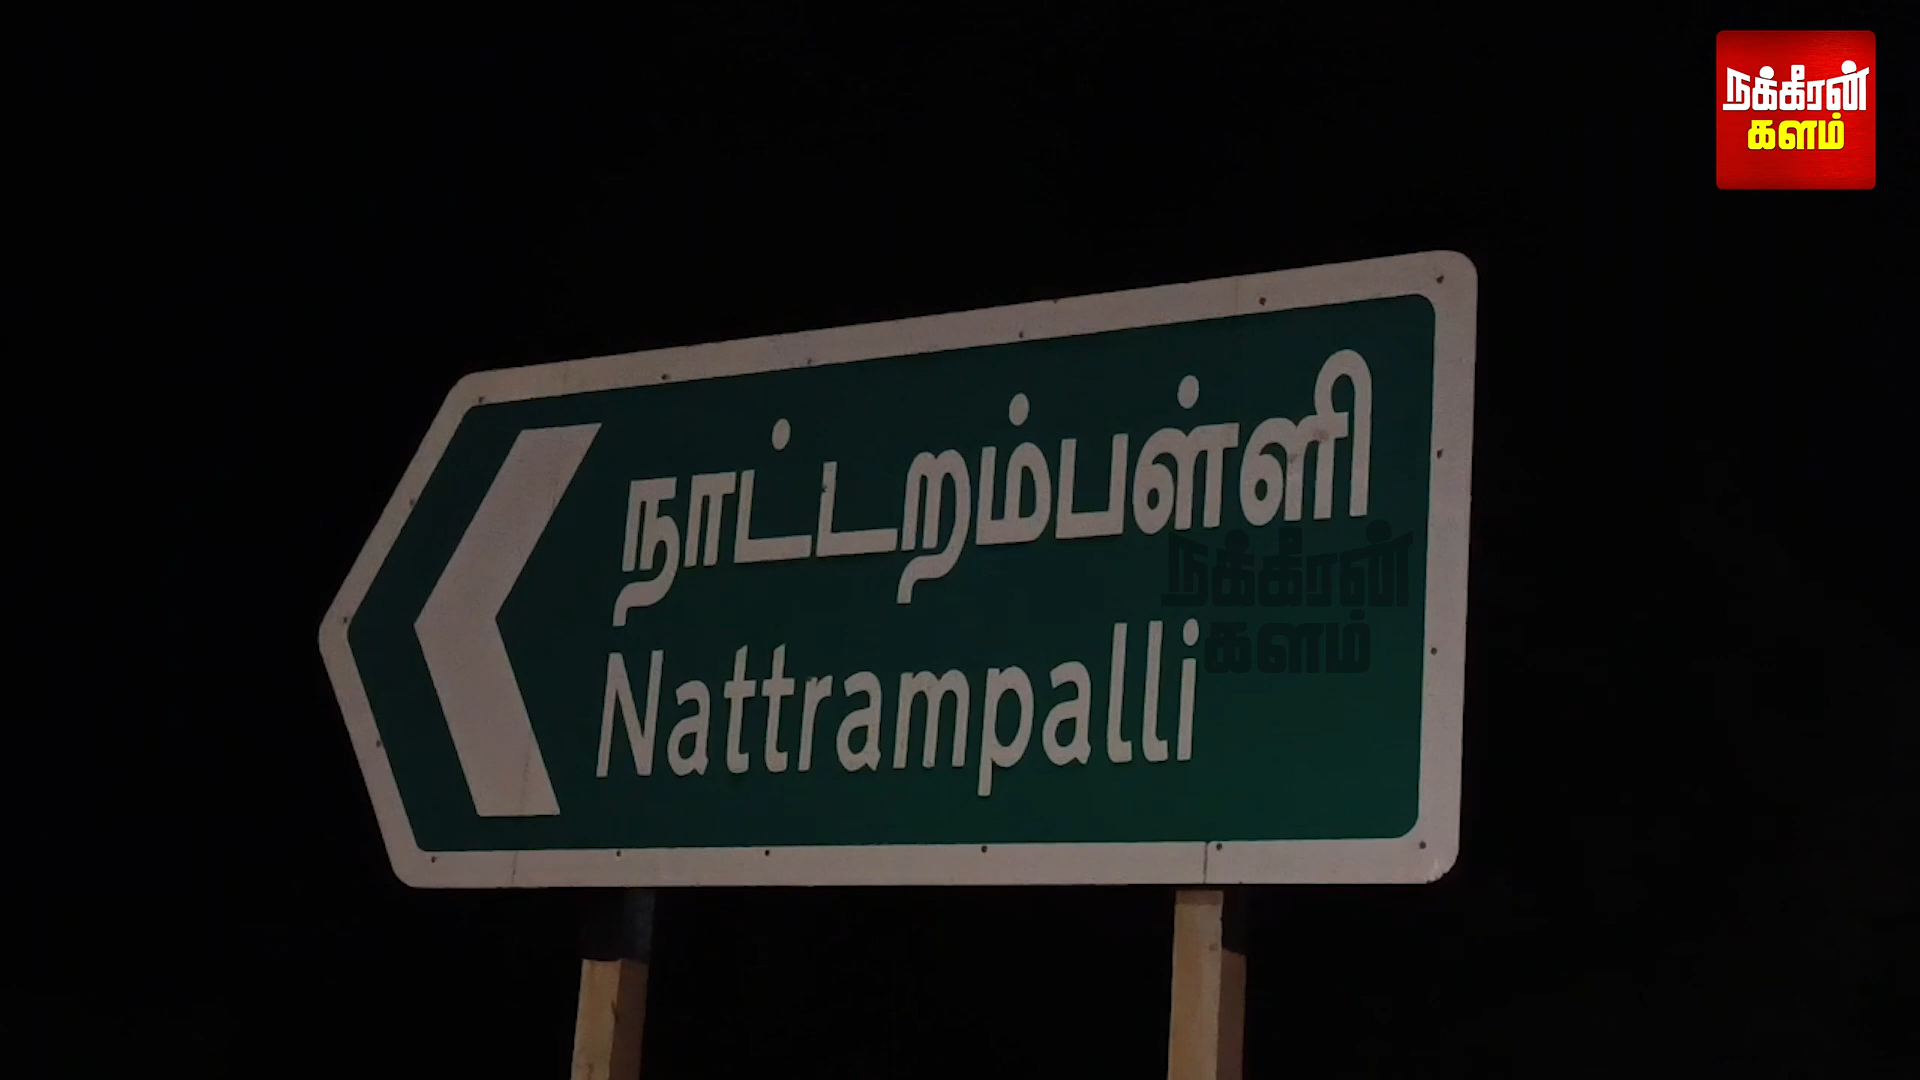 நக்கீரன்
களம்
நாட்டறம்பள்ளி
நக்கீரன்
களம்
Nattrampalli